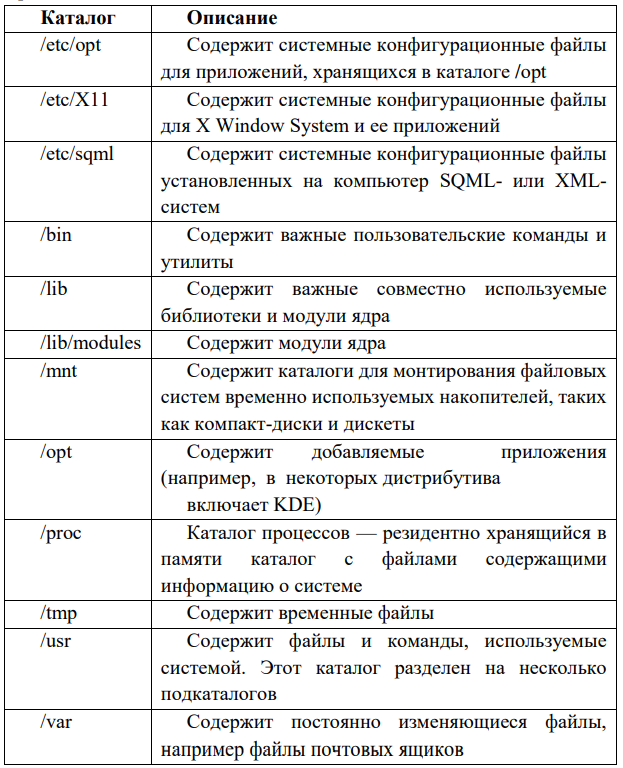 Каталог Описание
/etc/opt Содержит системные конфигурационные файлы
для приложений, хранящихся в каталоге /opt
/etc/X11 Содержит системные конфигурационные файлы
для X Window System и ее приложений
/etc/sqml Содержит системные конфигурационные файлы
установленных на компьютер SQML- или XML-
систем
/bin Содержит важные пользовательские команды и
утилиты
/lib Содержит важные совместно используемые
библиотеки и модули ядра
/lib/modules Содержит модули ядра
/mnt Содержит каталоги для монтирования файловых
систем временно используемых накопителей, таких
как компакт-диски и дискеты
/opt Содержит добавляемые приложения
(например, в некоторых дистрибутива
включает KDE)
/proc Каталог процессов — резидентно хранящийся в
памяти каталог с файлами содержащими
информацию о системе
/tmp Содержит временные файлы
/usr Содержит файлы и команды, используемые
системой. Этот каталог разделен на несколько
подкаталогов
/var Содержит постоянно изменяющиеся файлы,
например файлы почтовых ящиков